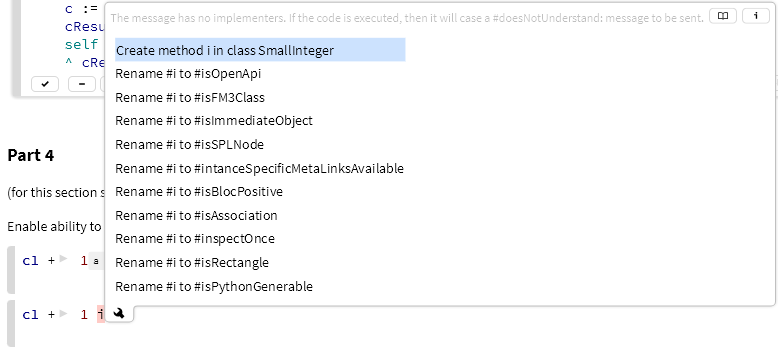 c :=
The message has no implementers. If the code is executed, then it will case a #doesNotUnderstand: message to be sent.
cResu
self
^ cRe
Create method i in class SmallInteger
Rename #i to #isOpenApi
Rename #i to #isFM3Class
Rename #i to #isImmediateObject
Rename #i to #isSPLNode
Rename #i to #intanceSpecificMetaLinksAvailable
Rename #i to #isBlocPositive
Rename #i to #isAssociation
Rename #i to #inspectOnce
Rename #i to #isRectangle
Rename #i to #isPythonGenerable
Part 4
(for this section s
Enable ability to
cl + 1 a
cl + 1 i